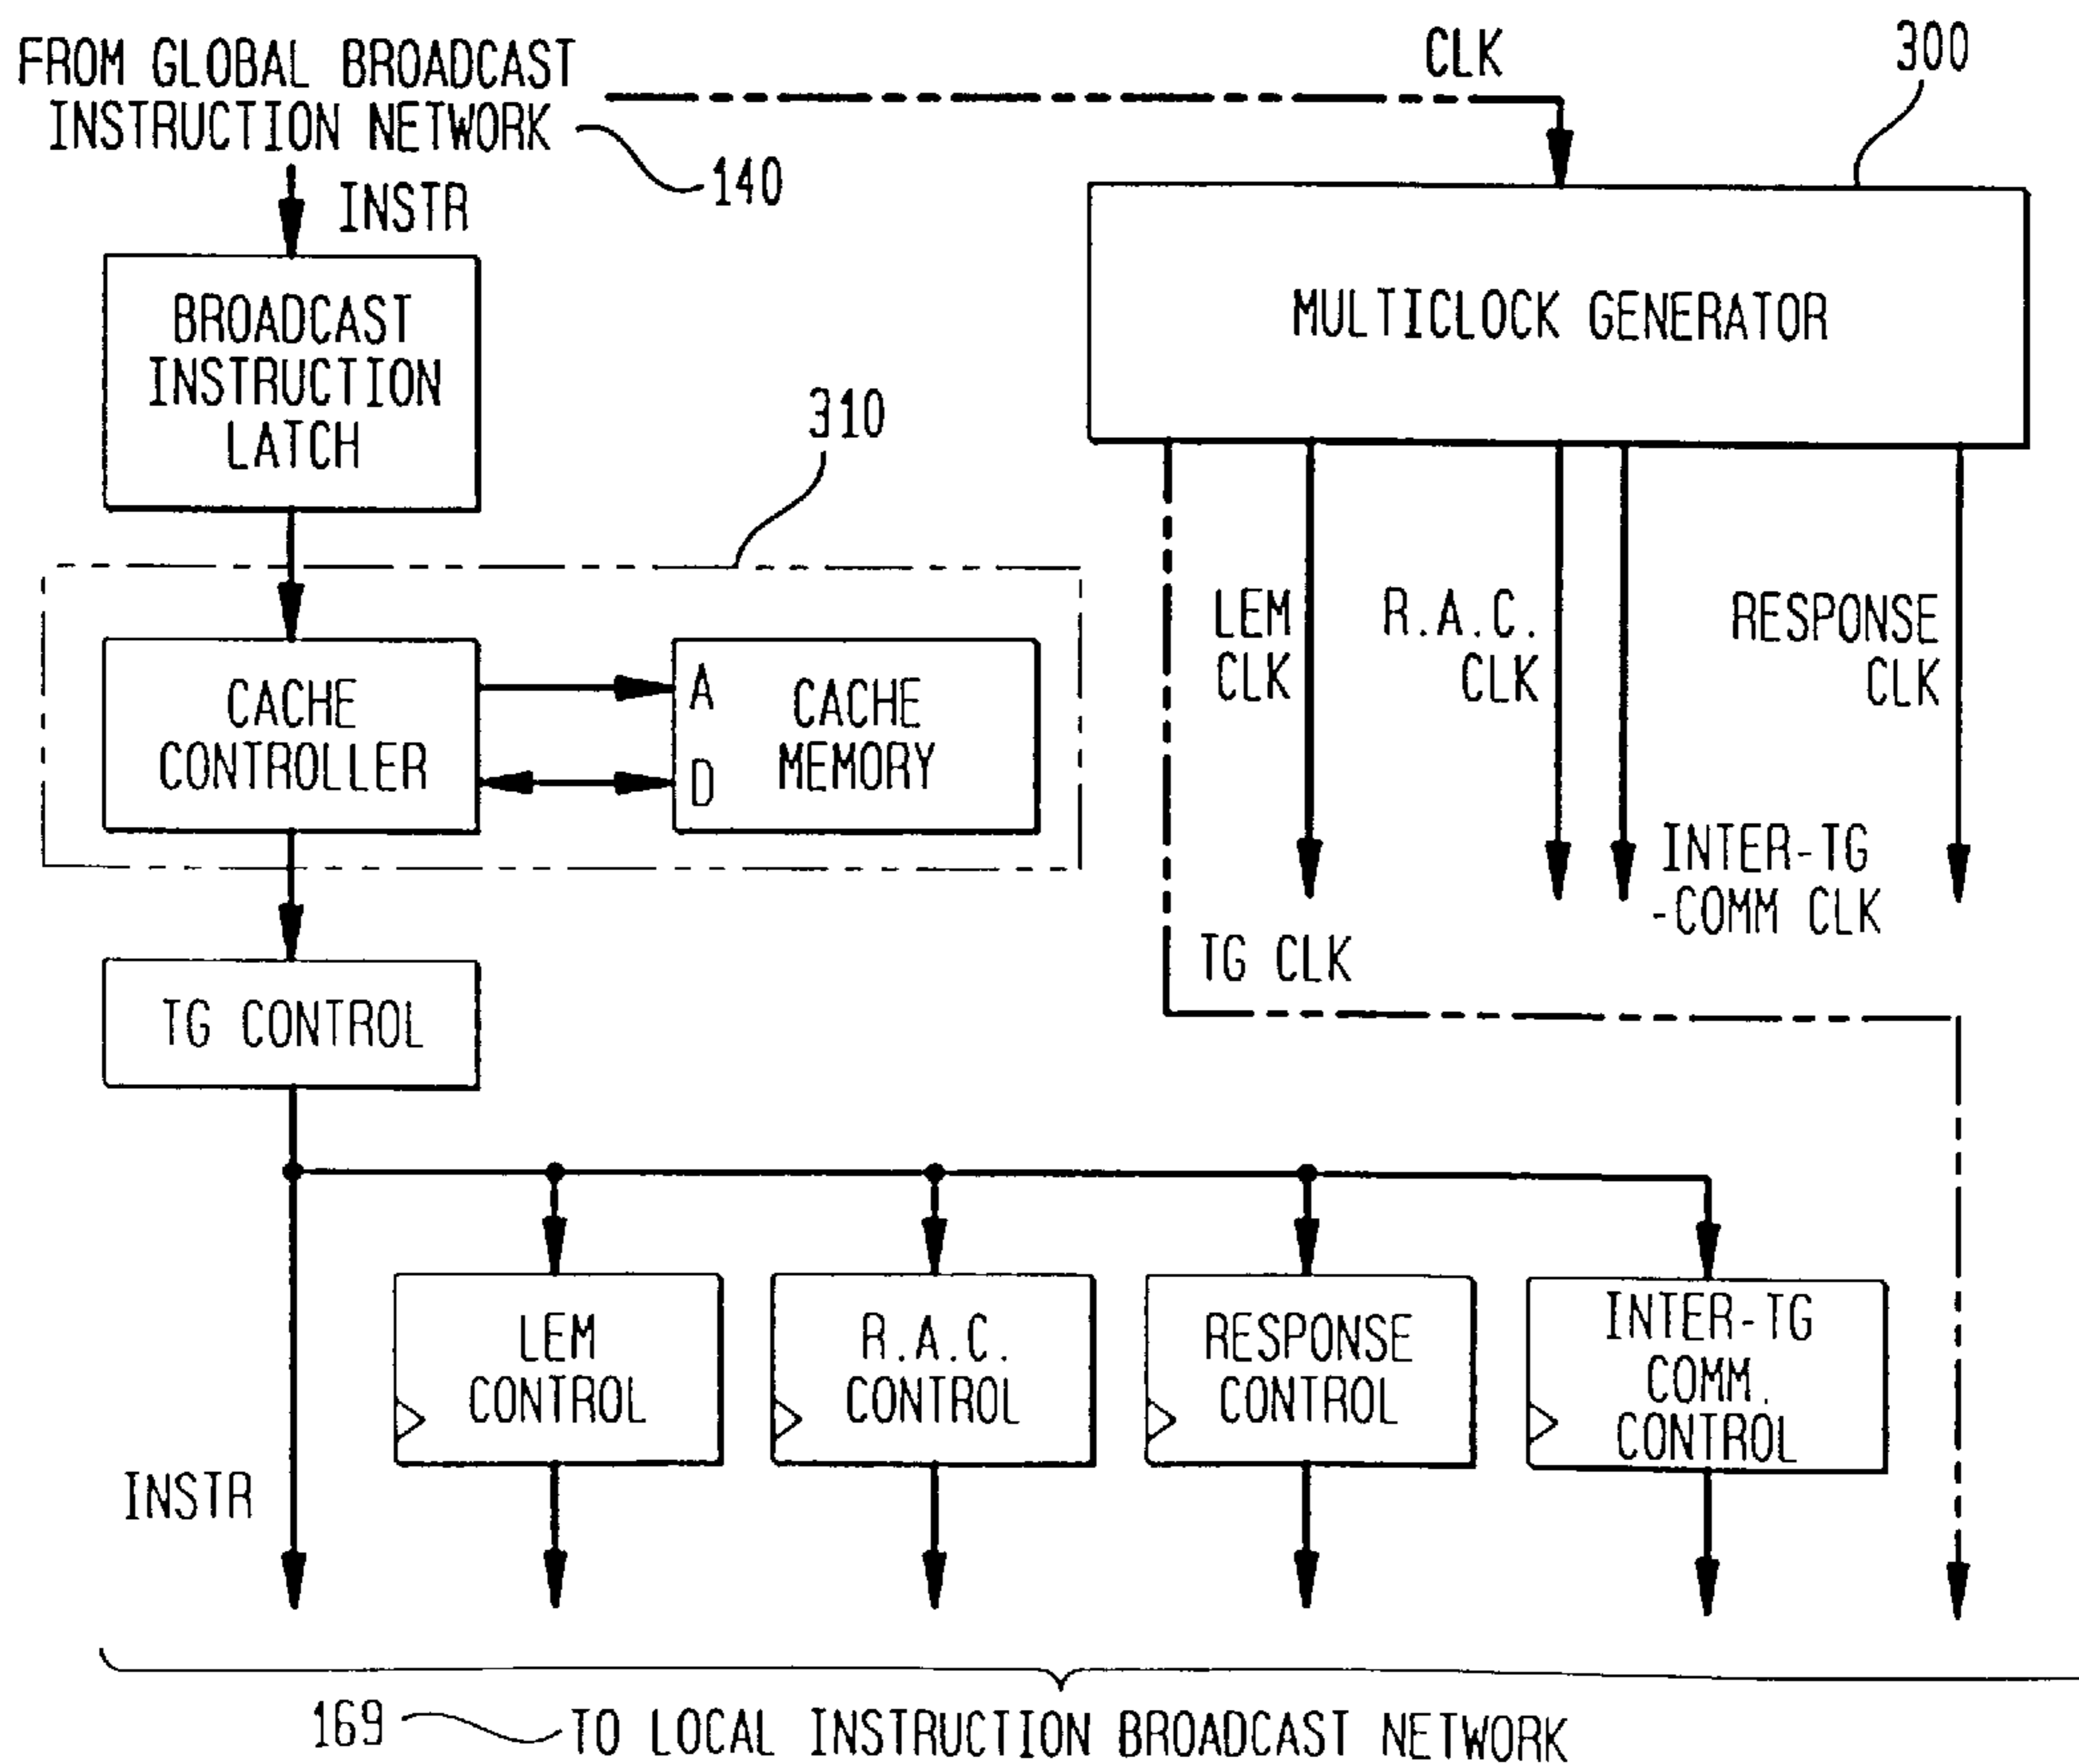 FROM GLOBAL BROADCAST
INSTRUCTION NETWORK
140
CLK
300
INSTR
BROADCAST
INSTRUCTION
LATCH
MULTICLOCK GENERATOR
310
CACHE
CONTROLLER
A
D
CACHE
MEMORY
LEM
CLK
R.A.C.
CLK
RESPONSE
CLK
INTER-TG
-COMM CLK
TG CLK
TG CONTROL
INSTR
LEM
CONTROL
R.A.C.
CONTROL
RESPONSE
CONTROL
INTER-TG
COMM.
CONTROL
169
TO LOCAL INSTRUCTION BROADCAST NETWORK